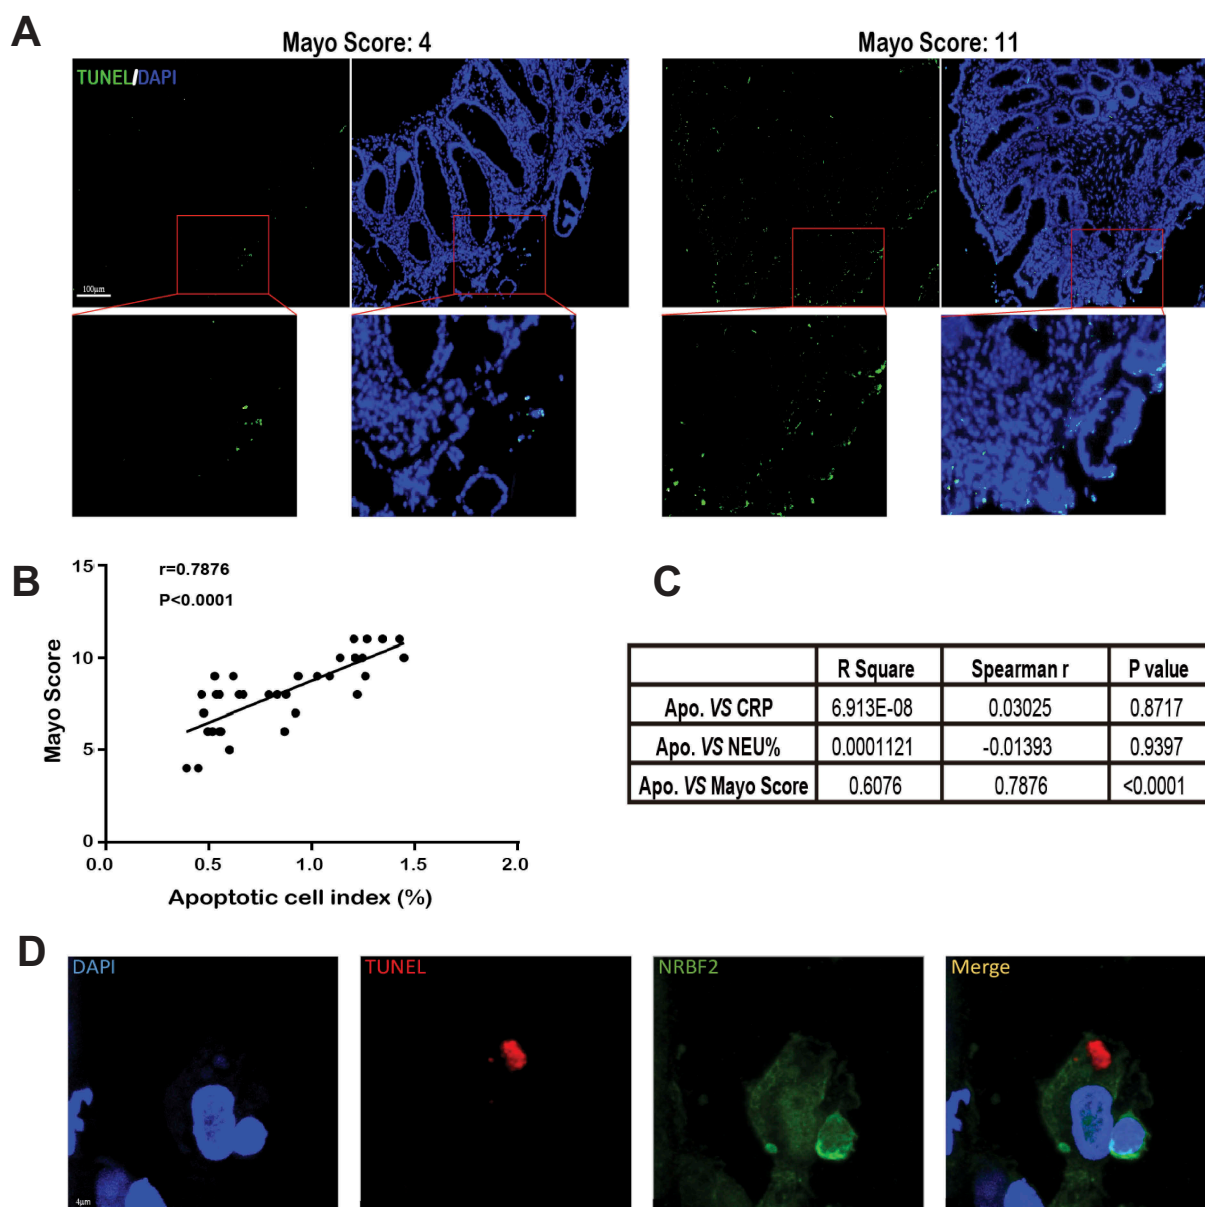 A
Mayo Score: 4
Mayo Score: 11
TUNEL/DAPI
100μm
B
r=0.7876
P<0.0001
15
10
5
0
Mayo Score
0.0 0.5 1.0 1.5 2.0
Apoptotic cell index (%)
C
R Square Spearman r P value
Apo. VS CRP 6.913E-08 0.03025 0.8717
Apo. VS NEU% 0.0001121 -0.01393 0.9397
Apo. VS Mayo Score 0.6076 0.7876 <0.0001
D
DAPI TUNEL NRBF2 Merge
4μm